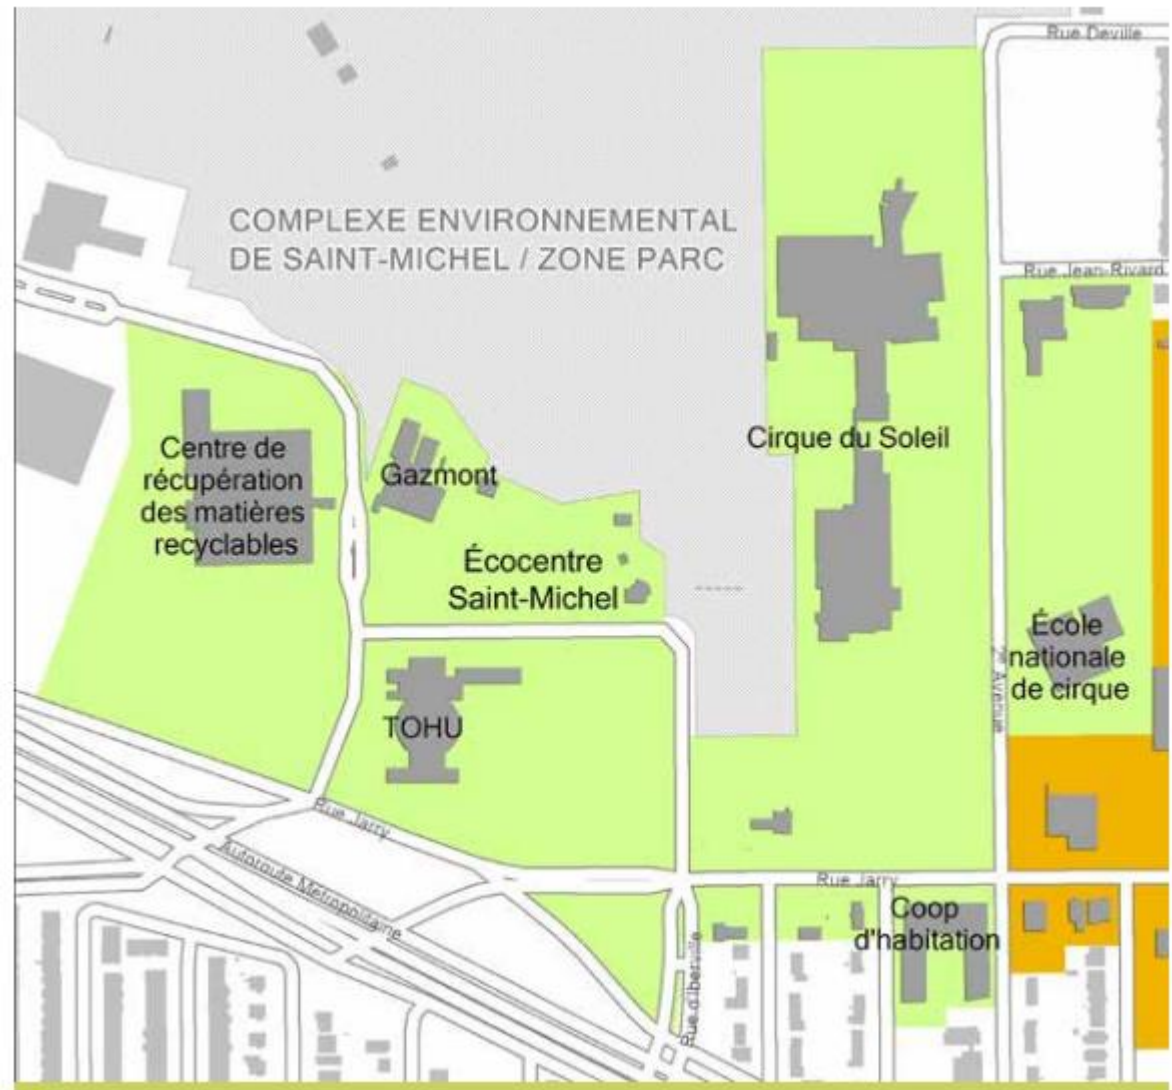 Rue Deville
COMPLEXE ENVIRONNEMENTAL
DE SAINT-MICHEL / ZONE PARC
Rue Jean-Rivard
Cirque du Soleil
Centre de
récupération
des matières
recyclables
Gazmont
Écocentre
Saint-Michel
École
nationale
de cirque
2e Avenue
TOHU
Rue Jarry
Autoroute Métropolitaine
Rue Jarry
Coop
d'habitation
Rue d'Iberville